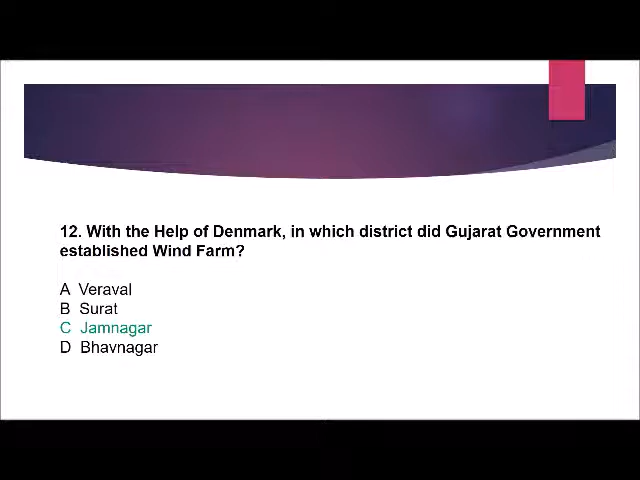 12. With the Help of Denmark, in which district did Gujarat Government
established Wind Farm?
A Veraval
B Surat
C Jamnagar
D Bhavnagar